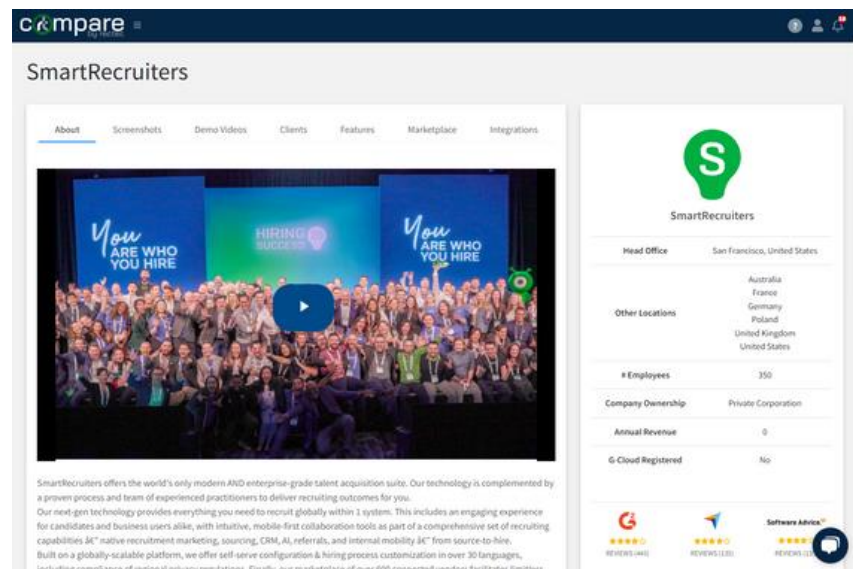 compare
by rectec
?
SmartRecruiters
About Screenshots Demo Videos Clients Features Marketplace Integrations
You
ARE WHO
YOU HIRE
HIRING
SUCCESS
You
ARE WHO
YOU HIRE
SmartRecruiters offers the world's only modern AND enterprise-grade talent acquisition suite. Our technology is complemented by
a proven process and team of experienced practitioners to deliver recruiting outcomes for you.
Our next-gen technology provides everything you need to recruit globally within 1 system. This includes an engaging experience
for candidates and business users alike, with intuitive, mobile-first collaboration tools as part of a comprehensive set of recruiting
capabilities â€" native recruitment marketing, sourcing, CRM, AI, referrals, and internal mobility â€" from source-to-hire.
Built on a globally-scalable platform, we offer self-serve configuration & hiring process customization in over 30 languages,
S
SmartRecruiters
Head Office San Francisco, United States
Other Locations
Australia
France
Germany
Poland
United Kingdom
United States
# Employees 350
Company Ownership Private Corporation
Annual Revenue 0
G-Cloud Registered No
Software Advice
REVIEWS (440) REVIEWS
REVIEWS